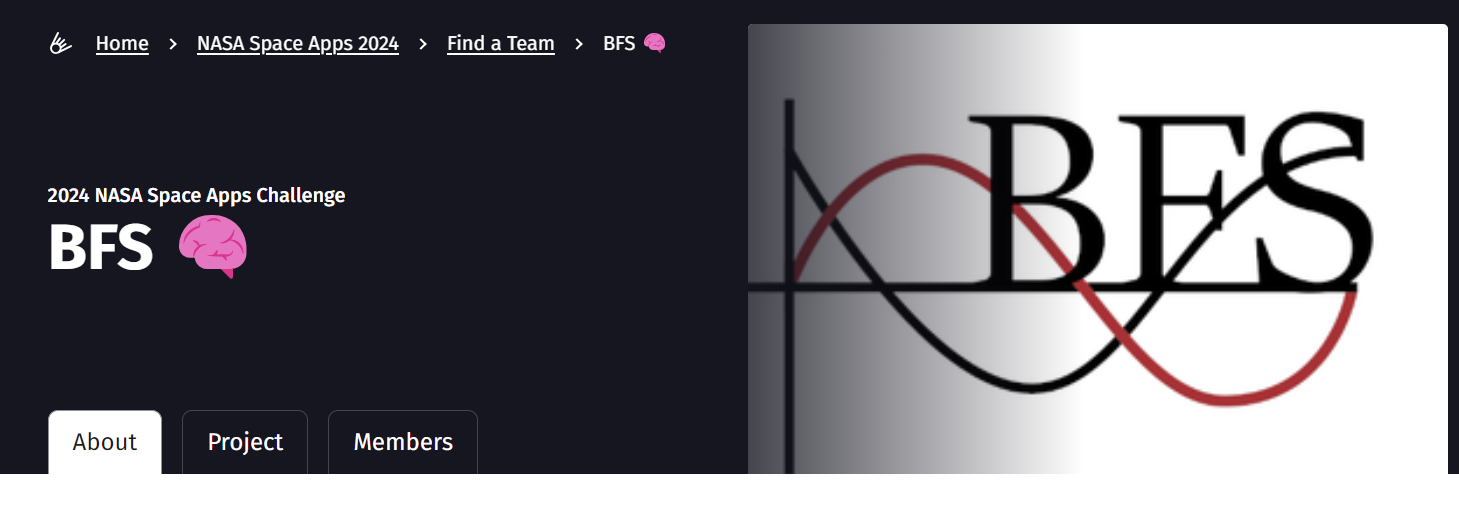 Home > NASA Space Apps 2024 > Find a Team > BFS 🧠
2024 NASA Space Apps Challenge
BFS 🧠
BFS
About Project Members